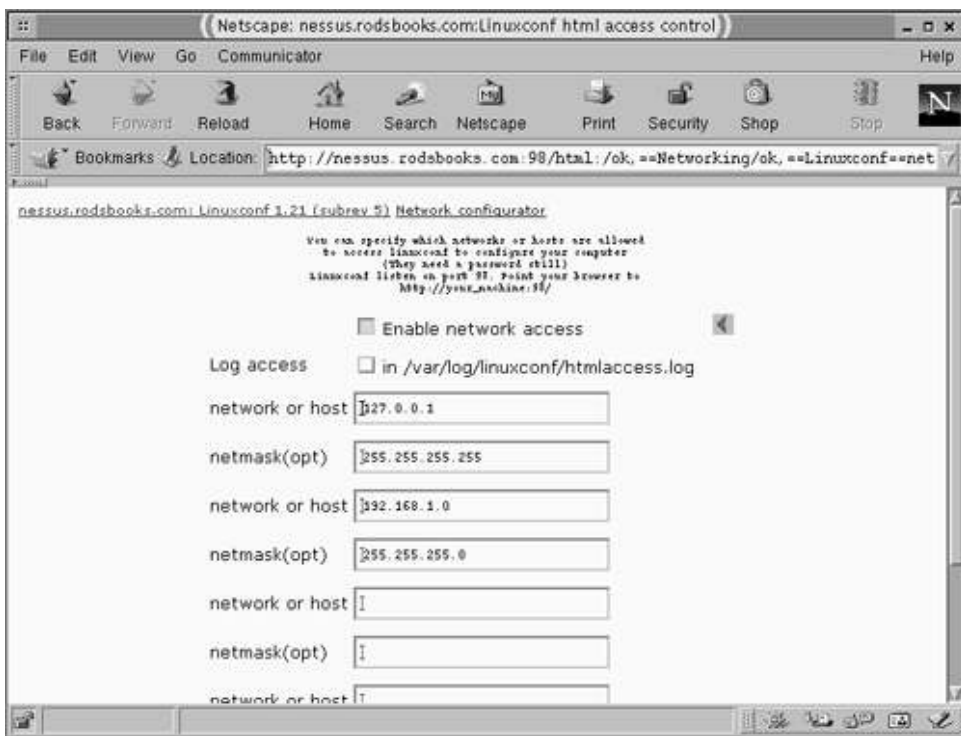 Netscape: nessus.rodsbooks.com:Linuxconf html access control
File Edit View Go Communicator Help
Back Forward Reload Home Search Netscape Print Security Shop Stop
N
Bookmarks Location: http://nessus.rodsbooks.com:98/html:/ok,==Networking/ok,==Linuxconf==net
nessus.rodsbooks.com: Linuxconf 1.21 (subrev 5) Network configurator
You can specify which networks or hosts are allowed
to access linuxconf to configure your computer
(They need a password still)
Linuxconf listen on port 98. Point your browser to
http://your_machine:98/
Enable network access
Log access in /var/log/linuxconf/htmlaccess.log
network or host 127.0.0.1
netmask(opt) 255.255.255.255
network or host 192.168.1.0
netmask(opt) 255.255.255.0
network or host
netmask(opt)
network or host